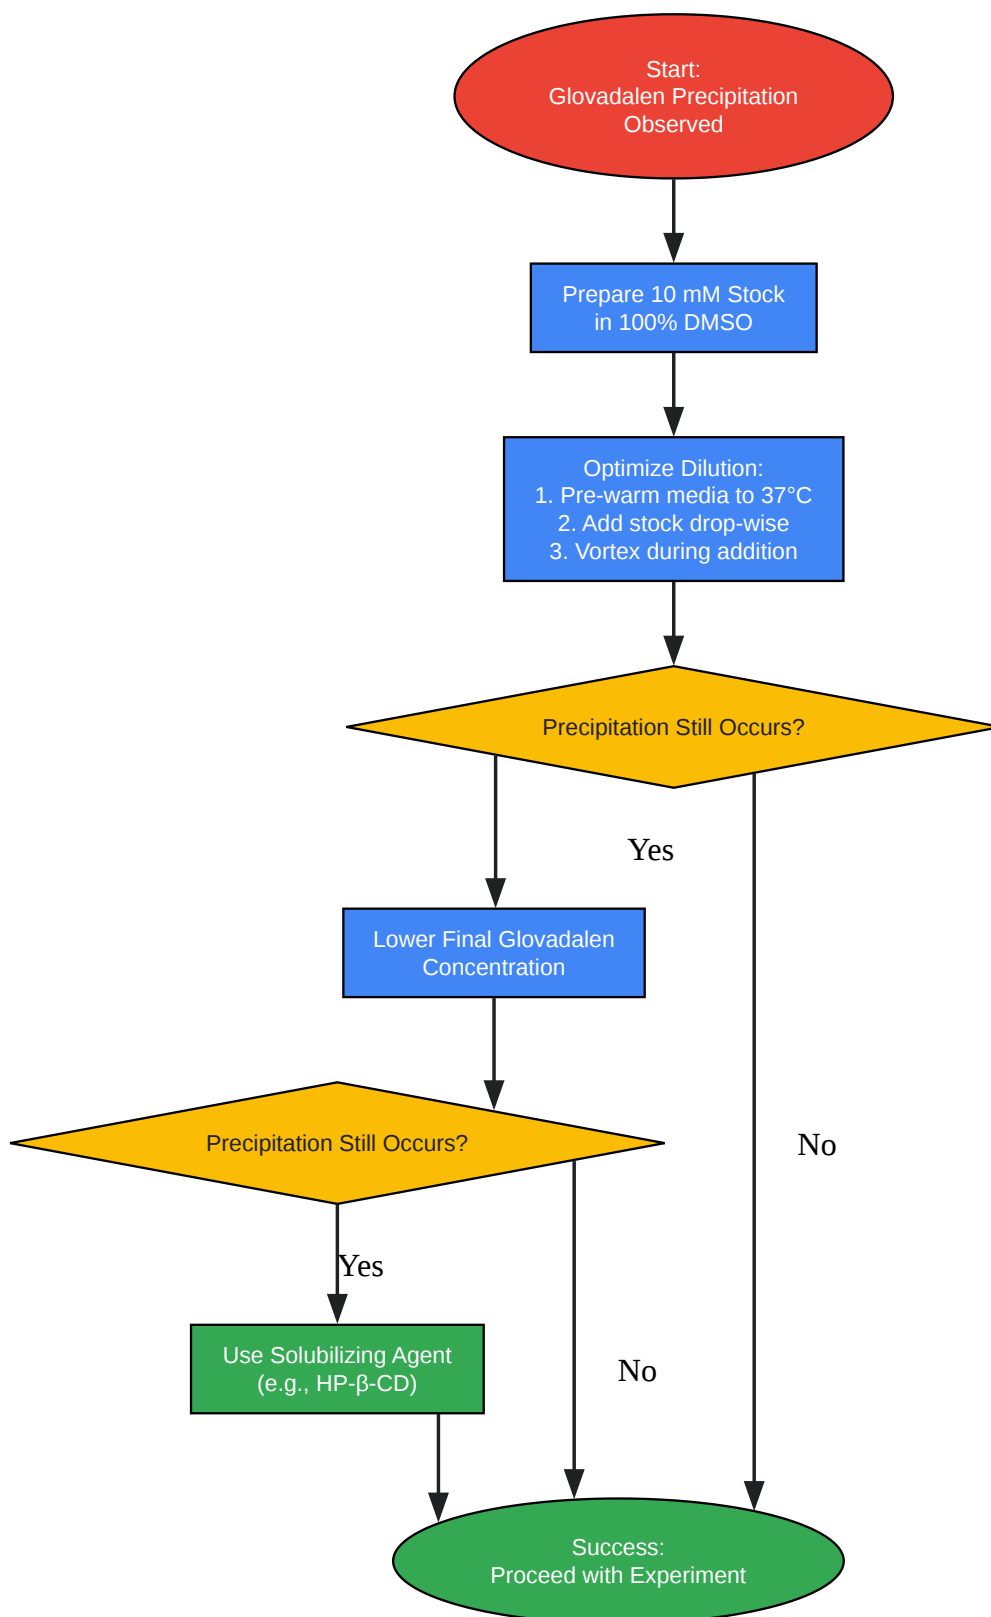 Start:
Glovadalen Precipitation
Observed
Prepare 10 mM Stock
in 100% DMSO
Optimize Dilution:
1. Pre-warm media to 37°C
2. Add stock drop-wise
3. Vortex during addition
Precipitation Still Occurs?
Yes
Lower Final Glovadalen
Concentration
No
Precipitation Still Occurs?
Yes
Use Solubilizing Agent
(e.g., HP-β-CD)
No
Success:
Proceed with Experiment